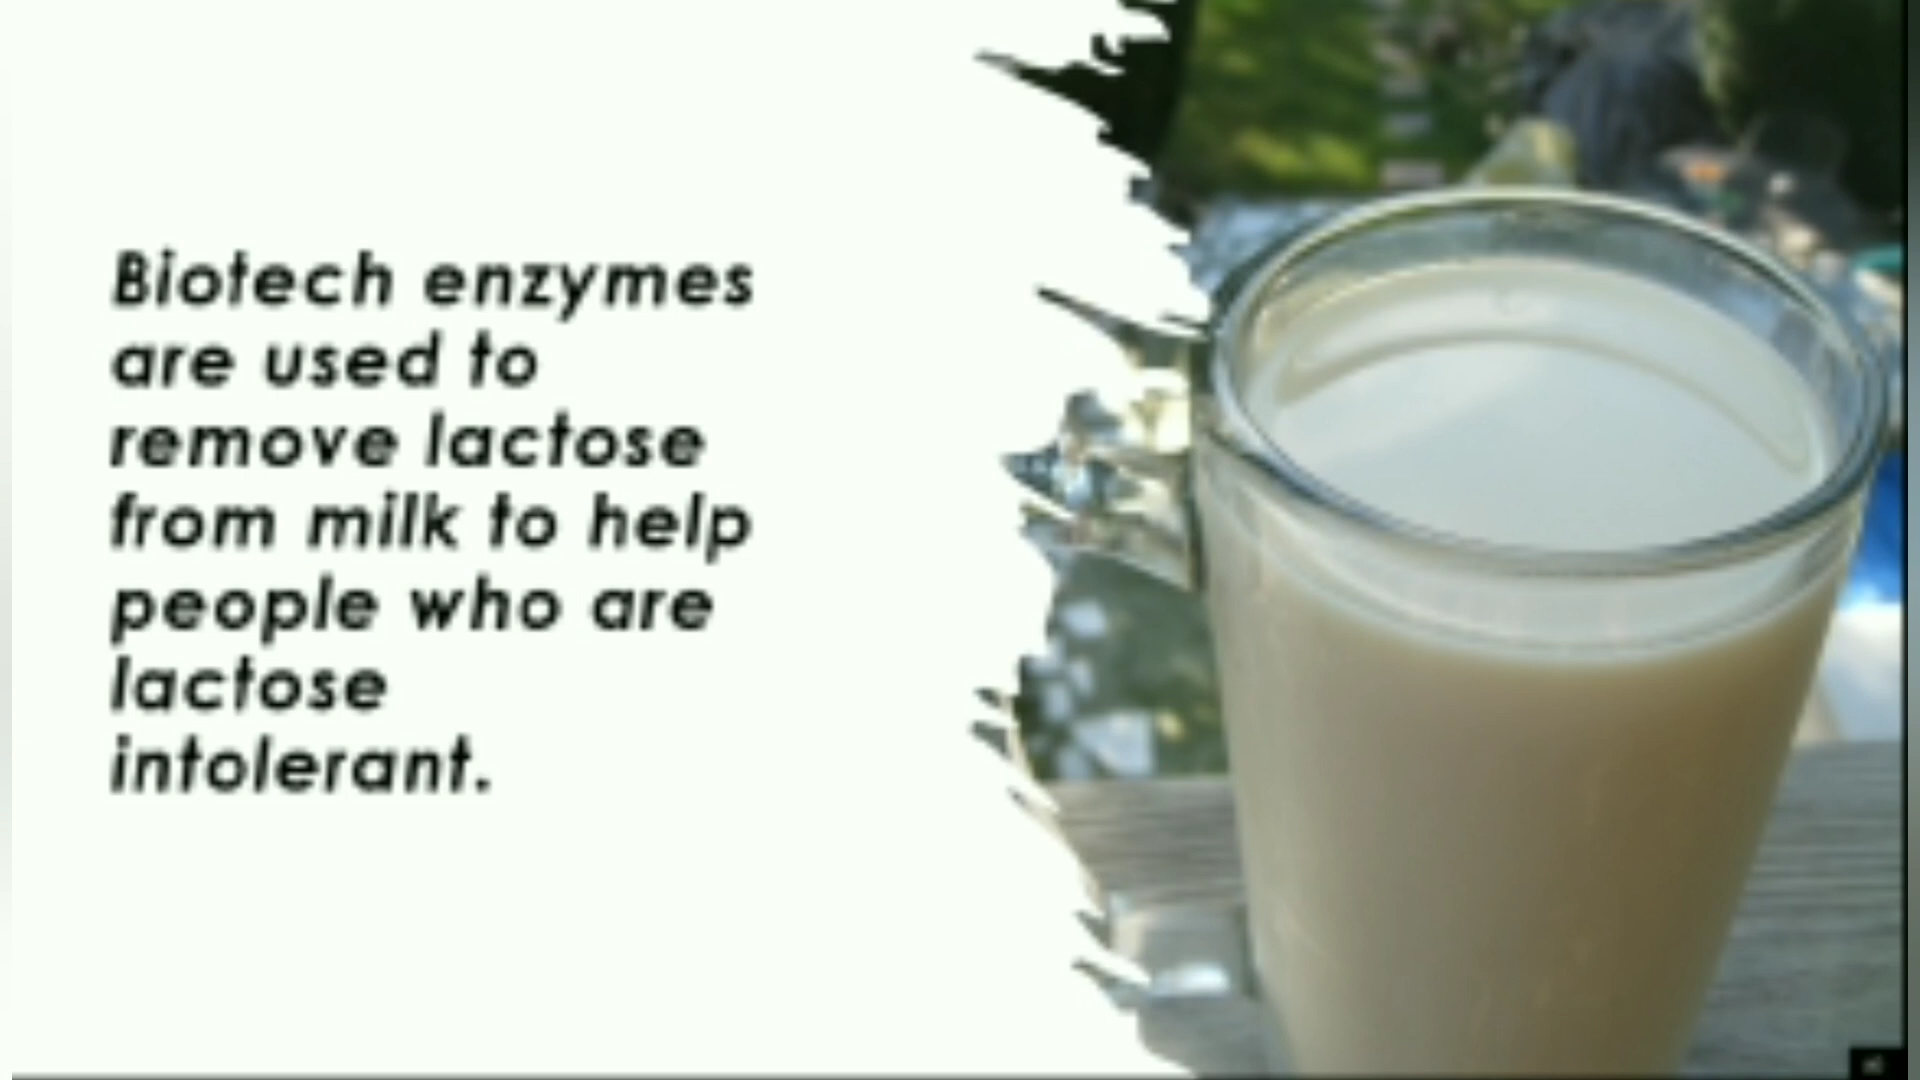 Biotech enzymes
are used to
remove lactose
from milk to help
people who are
lactose
intolerant.